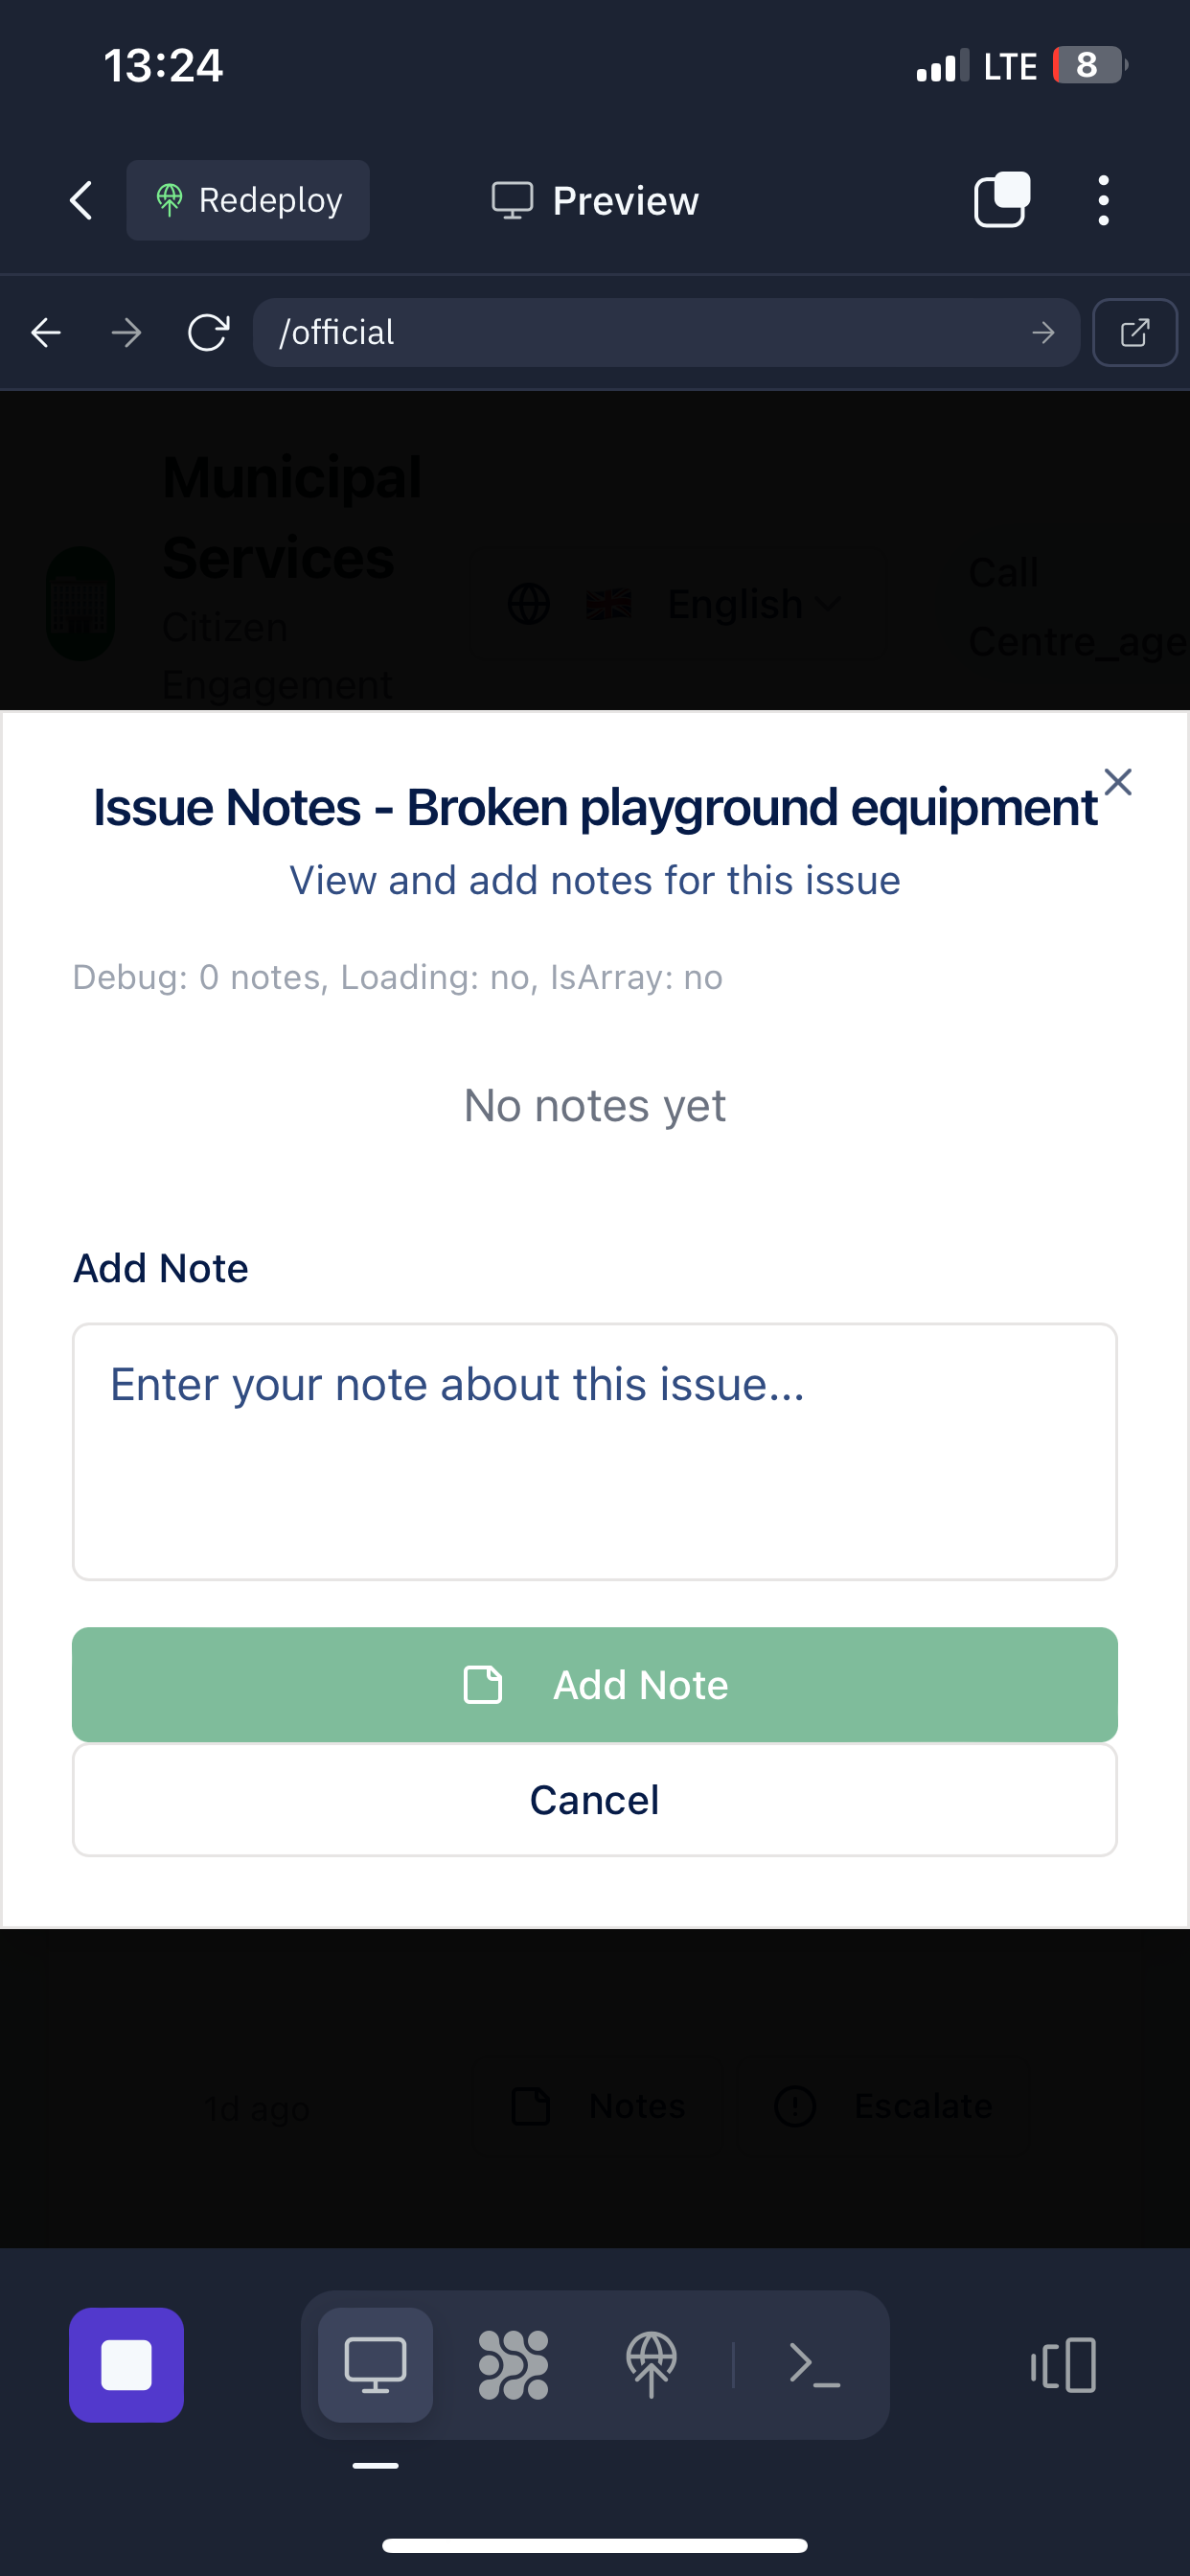 13:24
LTE 8
Redeploy
Preview
/official
Municipal
Services
Citizen
Engagement
English
Call
Centre_age
Issue Notes - Broken playground equipment
View and add notes for this issue
Debug: 0 notes, Loading: no, IsArray: no
No notes yet
Add Note
Enter your note about this issue...
Add Note
Cancel
1d ago
Notes
Escalate